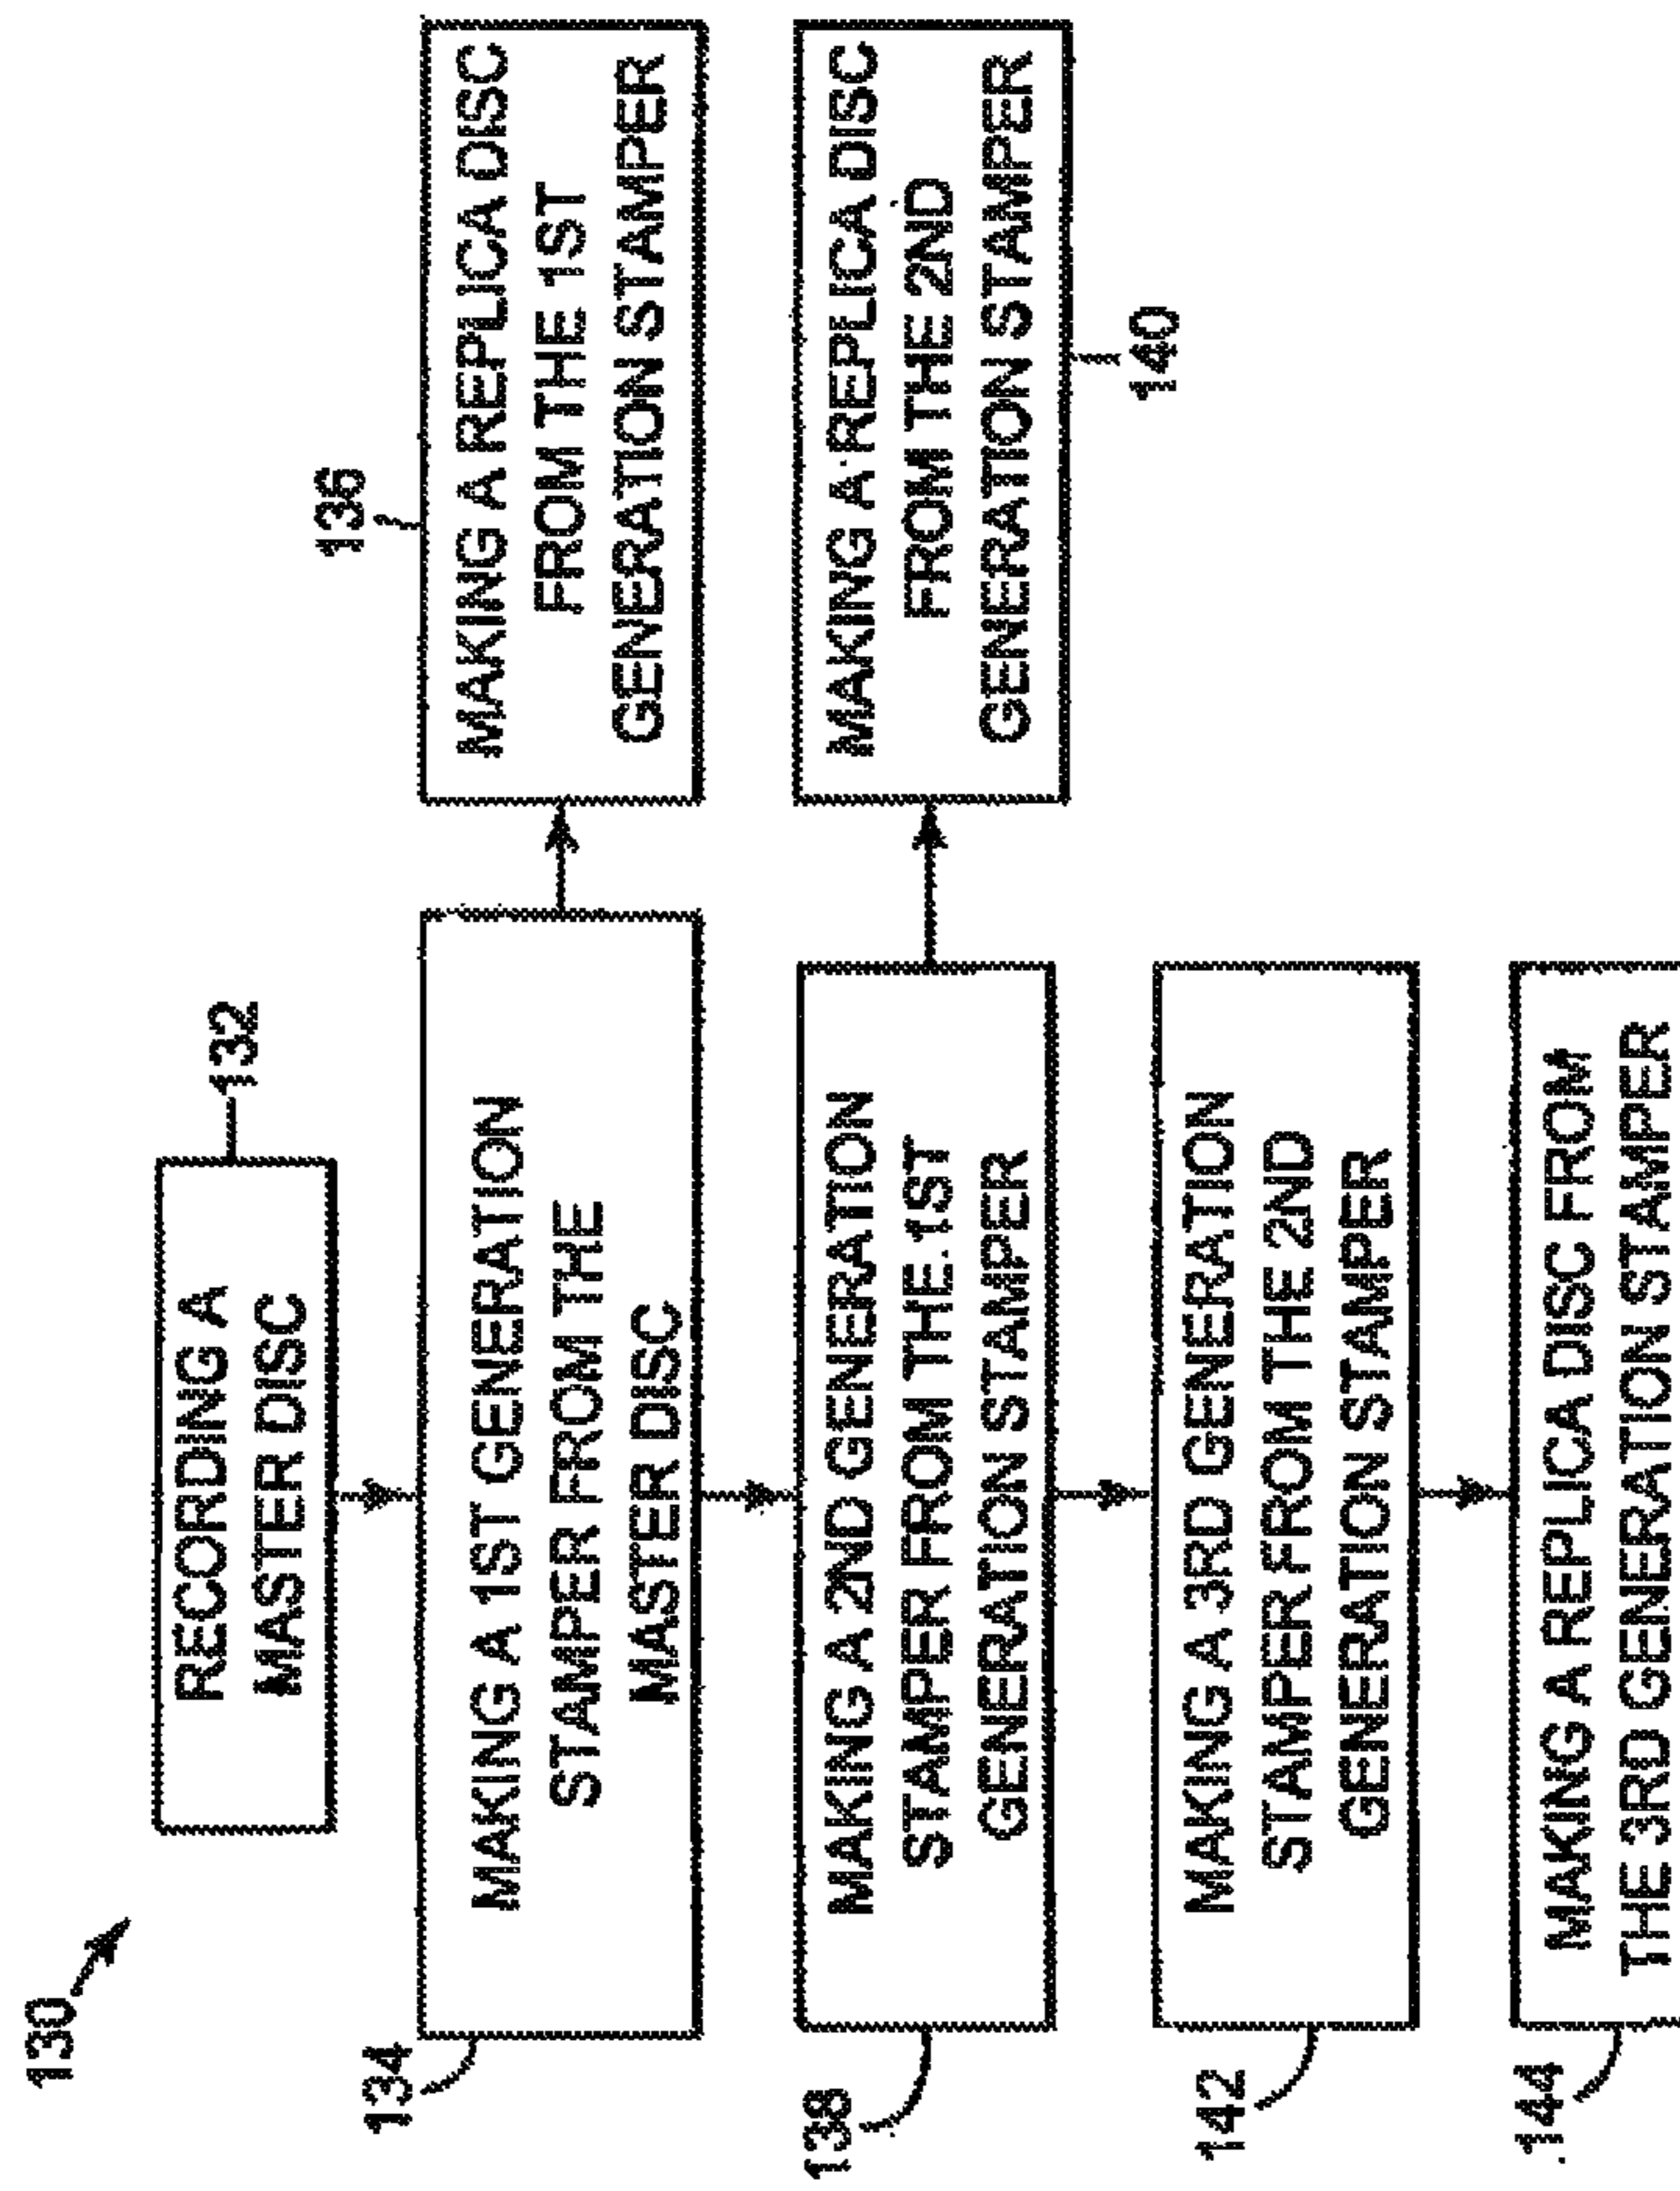 130
RECORDING A
MASTER DISC
132
134
MAKING A 1ST GENERATION
STAMPER FROM THE
MASTER DISC
136
MAKING A REPLICA DISC
FROM THE 1ST
GENERATION STAMPER
138
MAKING A 2ND GENERATION
STAMPER FROM THE 1ST
GENERATION STAMPER
MAKING A REPLICA DISC
FROM THE 2ND
GENERATION STAMPER
140
142
MAKING A 3RD GENERATION
STAMPER FROM THE 2ND
GENERATION STAMPER
144
MAKING A REPLICA DISC FROM
THE 3RD GENERATION STAMPER